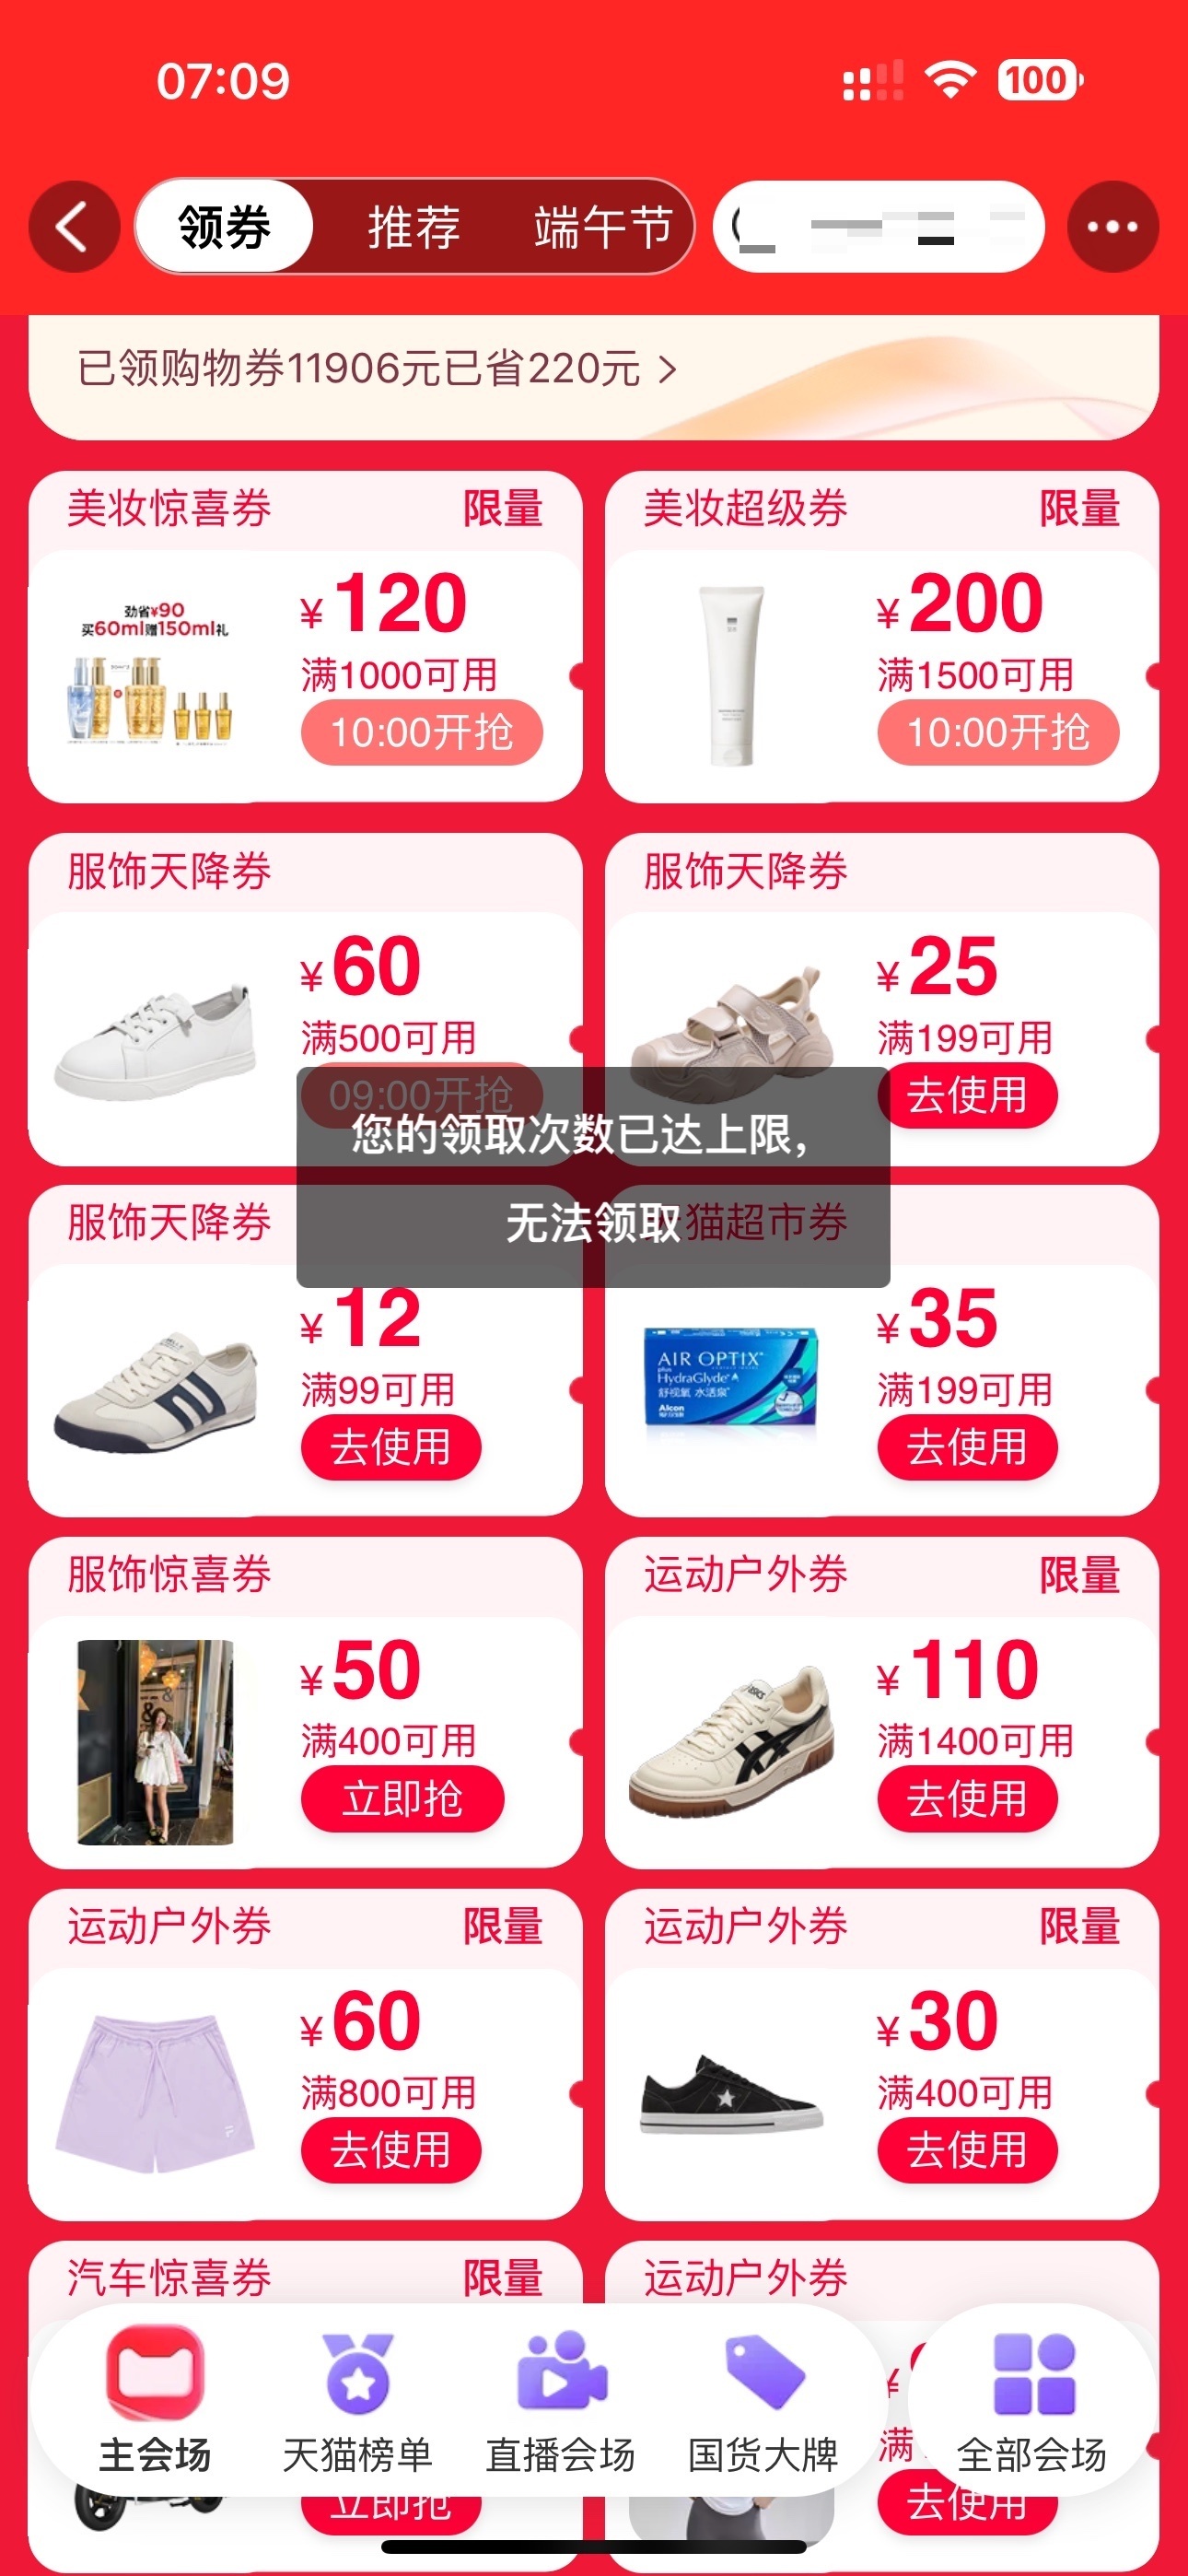 07:09
100
领券
推荐
端午节
已领购物券11906元已省220元 >
美妆惊喜券
限量
劲省¥90
买60ml赠150ml礼
¥120
满1000可用
10:00开抢
美妆超级券
限量
¥200
满1500可用
10:00开抢
服饰天降券
¥60
满500可用
09:00开抢
服饰天降券
¥25
满199可用
去使用
您的领取次数已达上限，
无法领取
服饰天降券
¥12
满99可用
去使用
猫超市券
AIR OPTIX
plus
HydraGlyde
舒视氧 水活泉
Alcon
¥35
满199可用
去使用
服饰惊喜券
¥50
满400可用
立即抢
运动户外券
限量
ASICS
¥110
满1400可用
去使用
运动户外券
限量
¥60
满800可用
去使用
运动户外券
限量
¥30
满400可用
去使用
汽车惊喜券
限量
立即抢
运动户外券
¥
满
去使用
主会场
天猫榜单
直播会场
国货大牌
全部会场